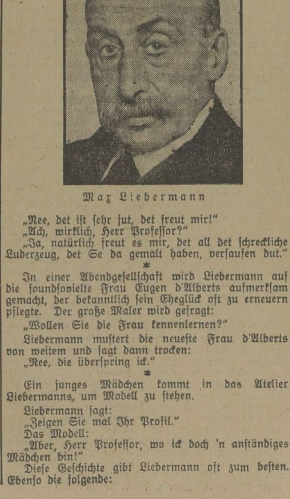 Max Liebermann
„Nee, det ist sehr jut, det freut mir!“
„Ach, wirklich, Herr Professor?“
„Ja, natürlich freut es mir, det all det schreckliche
Luderzeug, det Se da gemalt haben, versaufen dut.“
*
In einer Abendgesellschaft wird Liebermann auf
die soundsovielte Frau Eugen d'Alberts aufmerksam
gemacht, der bekanntlich sein Eheglück oft zu erneuern
pflegte. Der große Maler wird gefragt:
„Wollen Sie die Frau kennenlernen?“
Liebermann mustert die neueste Frau d'Alberts
von weitem und sagt dann trocken:
„Nee, die überspring ick.“
*
Ein junges Mädchen kommt in das Atelier
Liebermanns, um Modell zu stehen.
Liebermann sagt:
„Zeigen Sie mal Ihr Profil.“
Das Modell:
„Aber, Herr Professor, wo ick doch 'n anständiges
Mädchen bin!“
Diese Geschichte gibt Liebermann oft zum besten.
Ebenso die folgende: